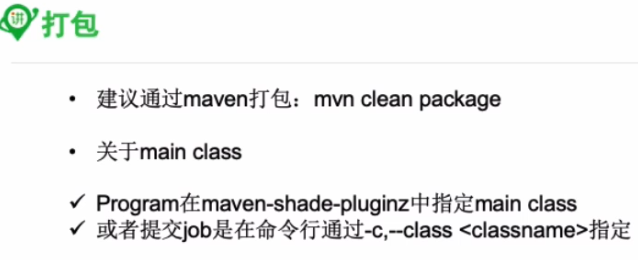 讲
打包
• 建议通过maven打包：mvn clean package
• 关于main class
✓ Program在maven-shade-pluginz中指定main class
✓ 或者提交job是在命令行通过-c,--class <classname>指定